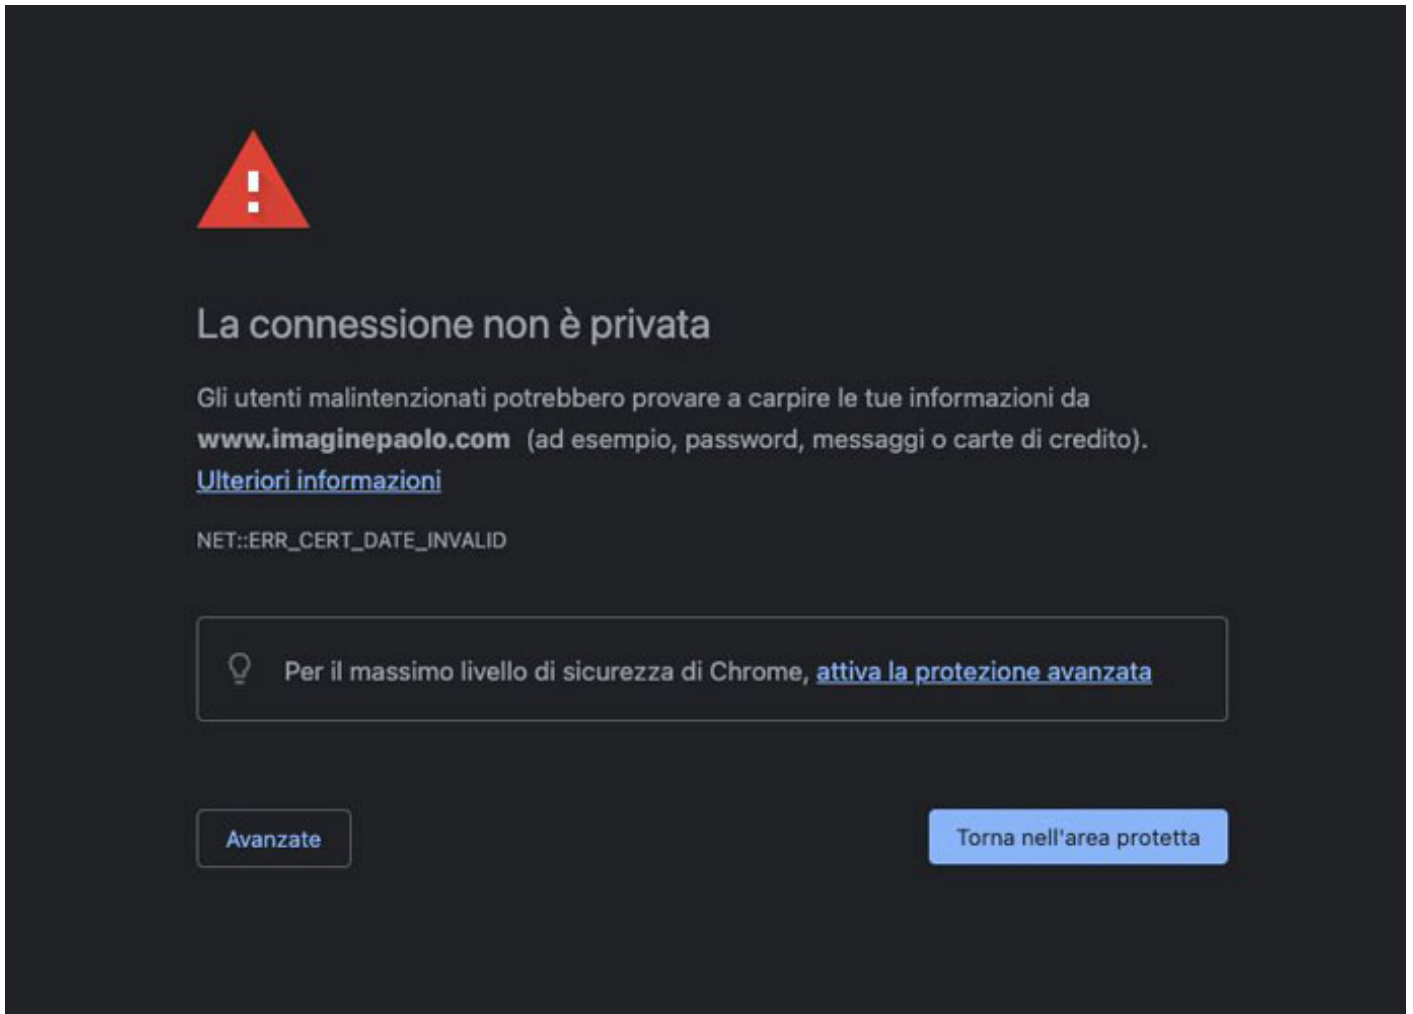 La connessione non è privata
Gli utenti malintenzionati potrebbero provare a carpire le tue informazioni da
www.imaginepaolo.com (ad esempio, password, messaggi o carte di credito).
Ulteriori informazioni
NET::ERR_CERT_DATE_INVALID
Per il massimo livello di sicurezza di Chrome, attiva la protezione avanzata
Avanzate
Torna nell'area protetta